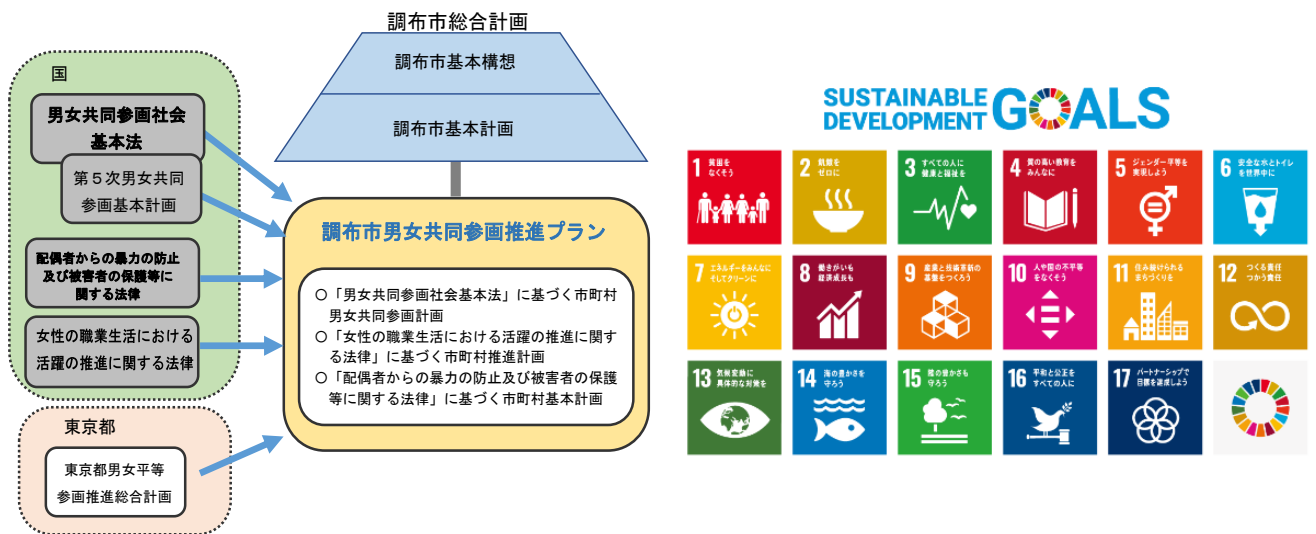 調布市総合計画
調布市基本構想
調布市基本計画
国
男女共同参画社会
基本法
第５次男女共同
参画基本計画
配偶者からの暴力の防止
及び被害者の保護等に
関する法律
女性の職業生活における
活躍の推進に関する法律
東京都
東京都男女平等
参画推進総合計画
調布市男女共同参画推進プラン
○「男女共同参画社会基本法」に基づく市町村
男女共同参画計画
○「女性の職業生活における活躍の推進に関す
る法律」に基づく市町村推進計画
○「配偶者からの暴力の防止及び被害者の保護
等に関する法律」に基づく市町村基本計画
SUSTAINABLE
DEVELOPMENT
GOALS
1 貧困を
なくそう
2 飢餓を
ゼロに
3 すべての人に
健康と福祉を
4 質の高い教育を
みんなに
5 ジェンダー平等を
実現しよう
6 安全な水とトイレ
を世界中に
7 エネルギーをみんなに
そしてクリーンに
8 働きがいも
経済成長も
9 産業と技術革新の
基盤をつくろう
10 人や国の不平等
をなくそう
11 住み続けられる
まちづくりを
12 つくる責任
つかう責任
13 気候変動に
具体的な対策を
14 海の豊かさを
守ろう
15 陸の豊かさも
守ろう
16 平和と公正を
すべての人に
17 パートナーシップで
目標を達成しよう